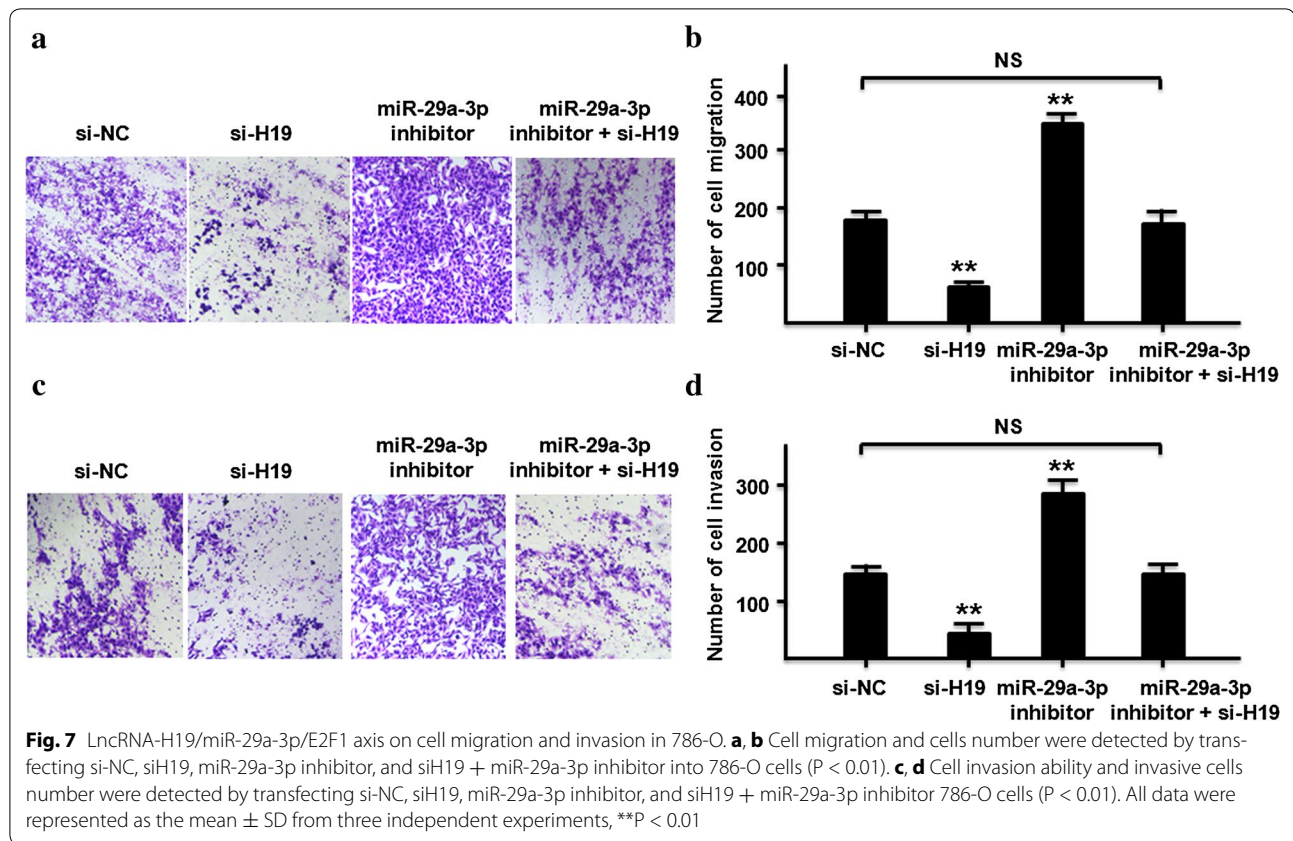 a
si-NC
si-H19
miR-29a-3p
inhibitor
miR-29a-3p
inhibitor + si-H19
b
NS
Number of cell migration
400
300
200
100
**
**
si-NC
si-H19
miR-29a-3p
inhibitor
miR-29a-3p
inhibitor + si-H19
c
si-NC
si-H19
miR-29a-3p
inhibitor
miR-29a-3p
inhibitor + si-H19
d
NS
Number of cell invasion
300
200
100
**
**
si-NC
si-H19
miR-29a-3p
inhibitor
miR-29a-3p
inhibitor + si-H19
Fig. 7 LncRNA-H19/miR-29a-3p/E2F1 axis on cell migration and invasion in 786-O. a, b Cell migration and cells number were detected by trans-
fecting si-NC, siH19, miR-29a-3p inhibitor, and siH19 + miR-29a-3p inhibitor into 786-O cells (P < 0.01). c, d Cell invasion ability and invasive cells
number were detected by transfecting si-NC, siH19, miR-29a-3p inhibitor, and siH19 + miR-29a-3p inhibitor 786-O cells (P < 0.01). All data were
represented as the mean ± SD from three independent experiments, **P < 0.01